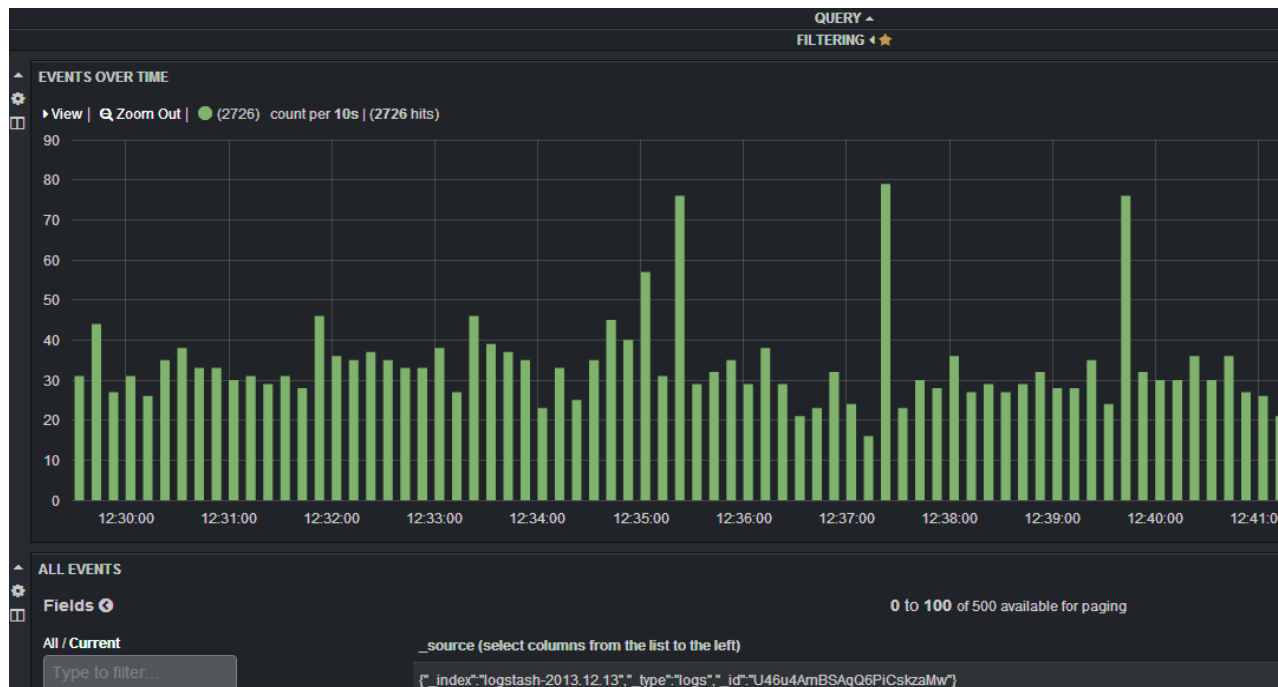 QUERY
FILTERING
EVENTS OVER TIME
View | Zoom Out | (2726) count per 10s | (2726 hits)
90
80
70
60
50
40
30
20
10
0
12:30:00 12:31:00 12:32:00 12:33:00 12:34:00 12:35:00 12:36:00 12:37:00 12:38:00 12:39:00 12:40:00 12:41:0
ALL EVENTS
Fields
0 to 100 of 500 available for paging
All / Current
_source (select columns from the list to the left)
Type to filter...
{"_index":"logstash-2013.12.13","_type":"logs","_id":"U46u4AmBSAqQ6PiCskzaMw"}